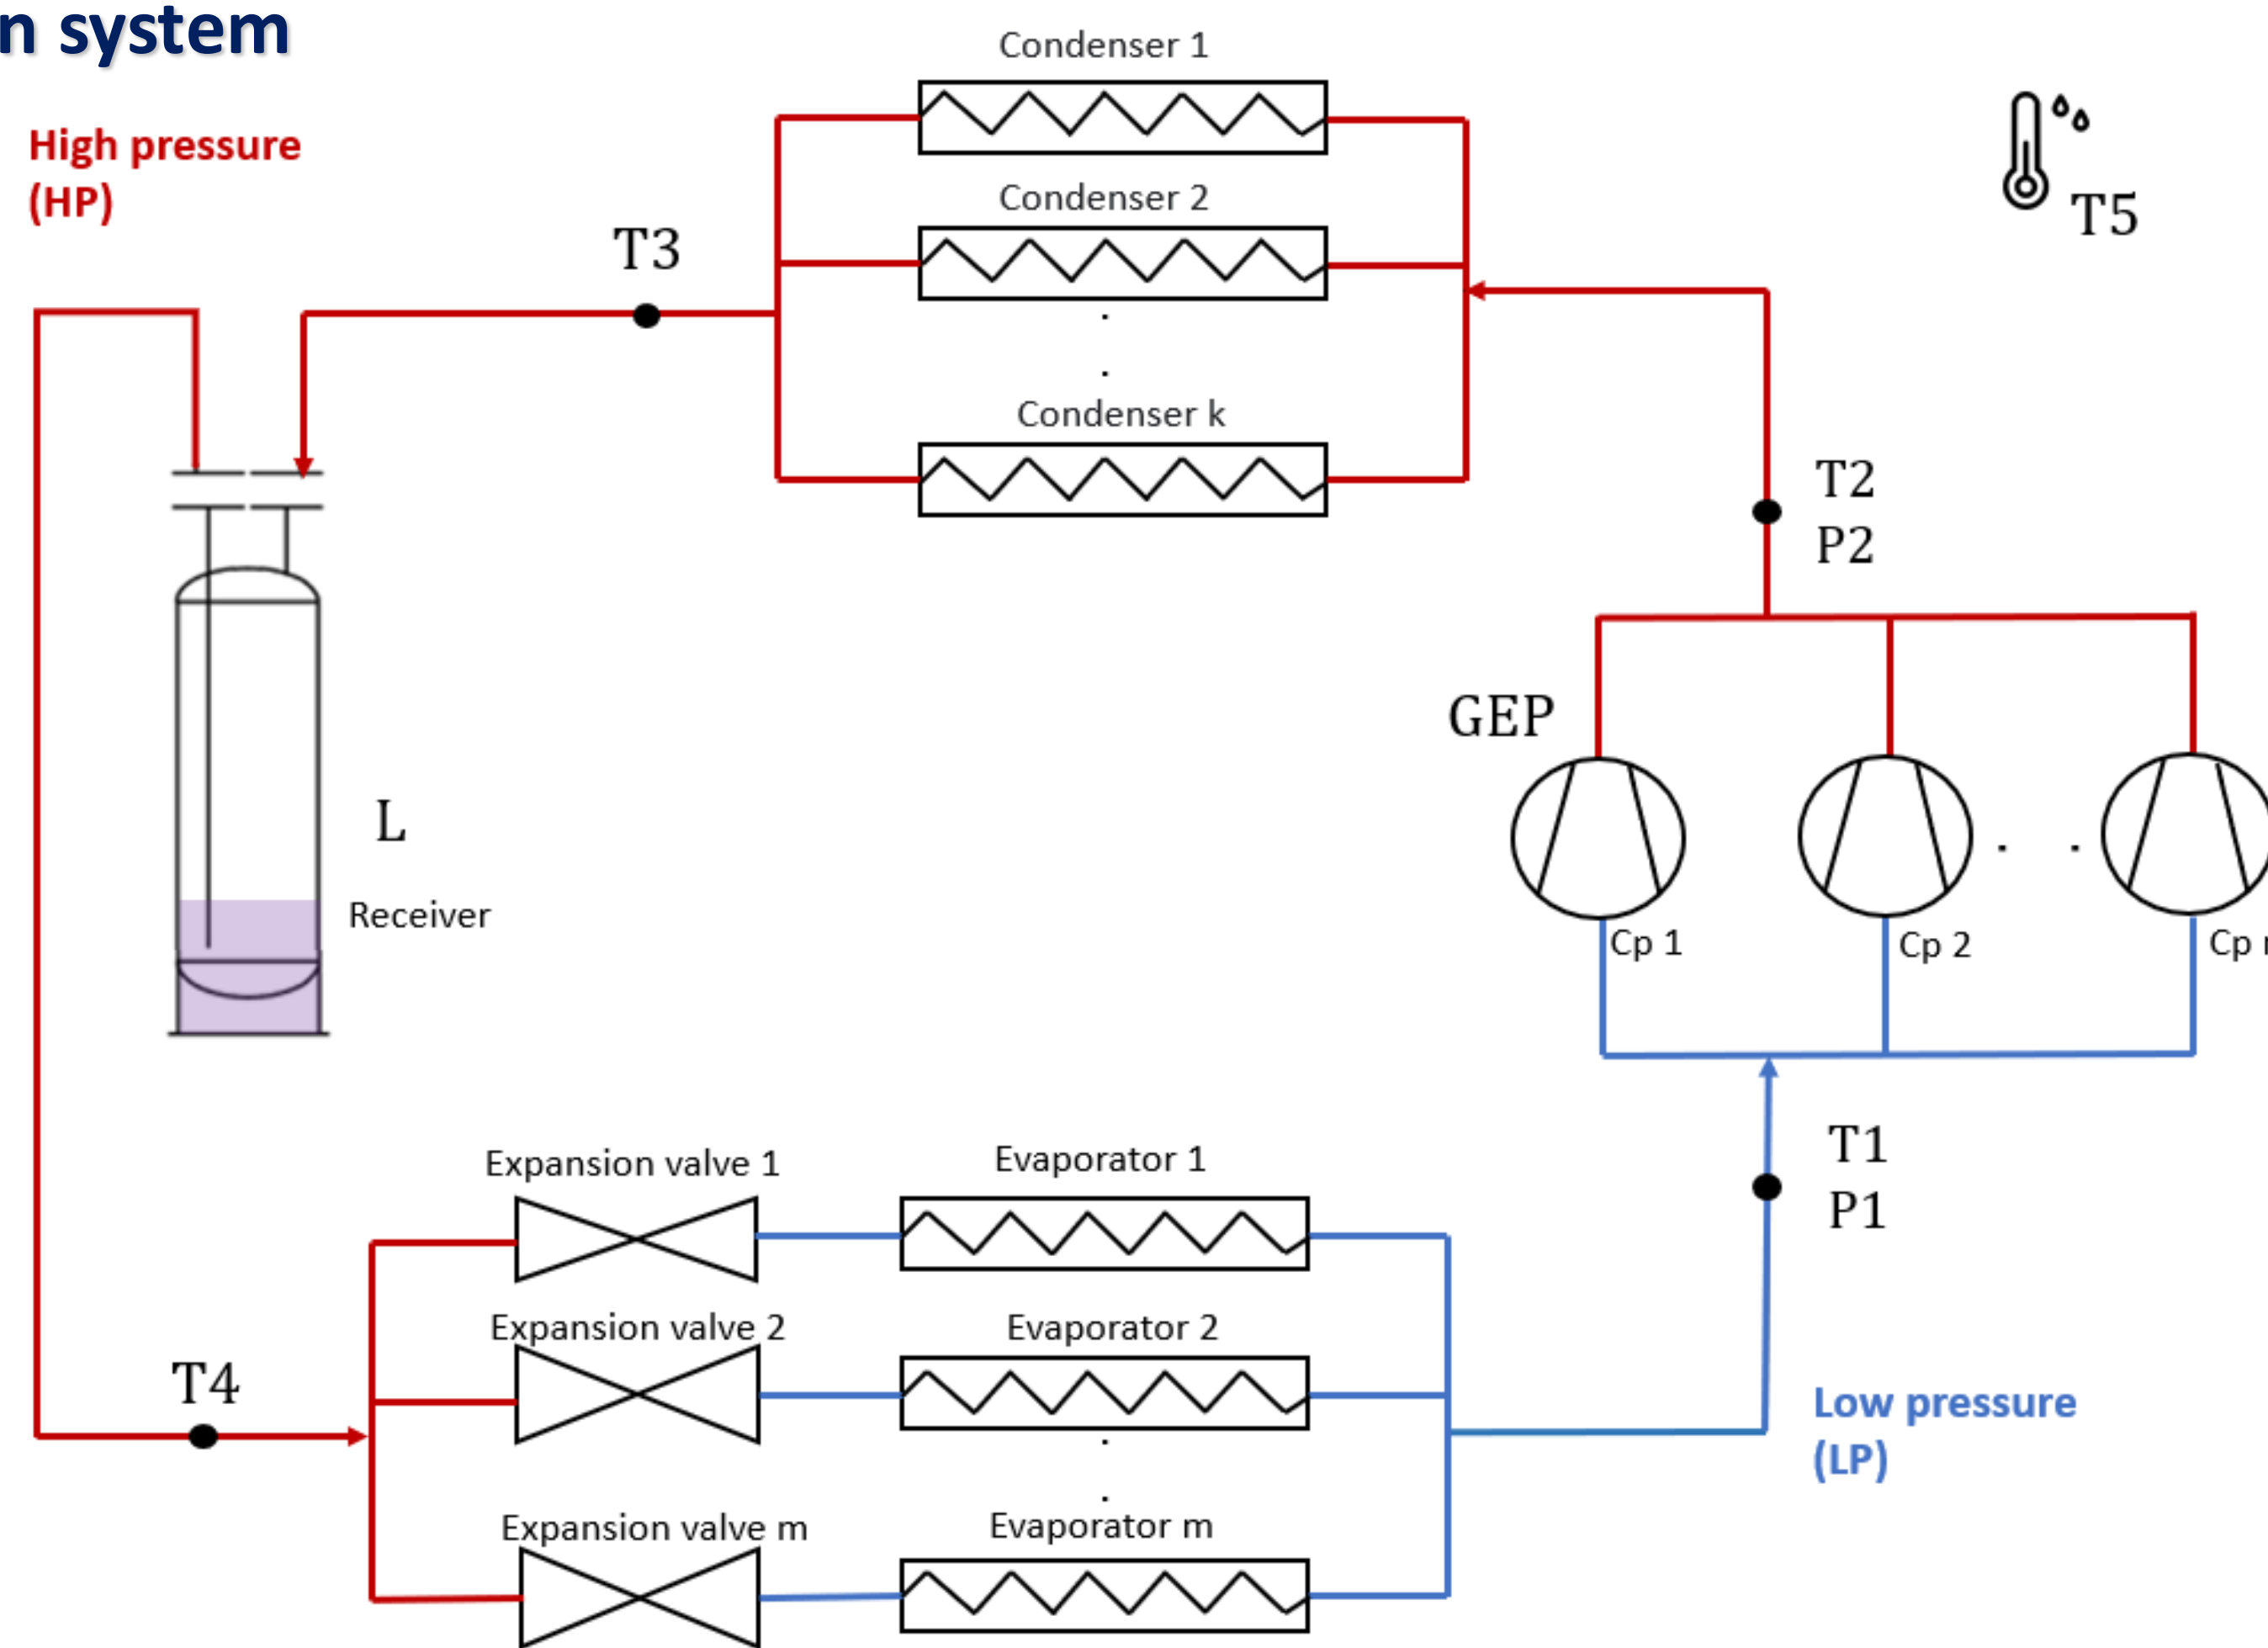 n system
High pressure
(HP)
Condenser 1
Condenser 2
.
.
Condenser k
T3
T5
T2
P2
GEP
L
Receiver
. .
Cp 1
Cp 2
Cp
T1
P1
Expansion valve 1
Evaporator 1
Expansion valve 2
Evaporator 2
.
.
T4
Low pressure
(LP)
Expansion valve m
Evaporator m